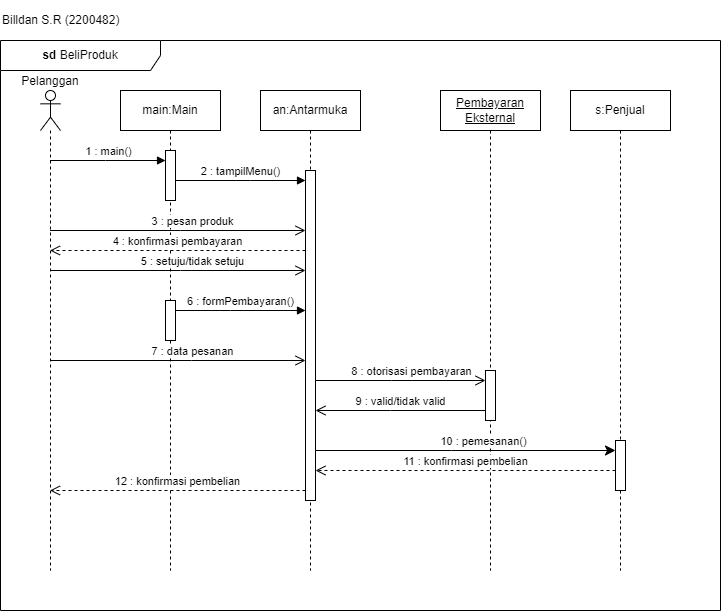 Billdan S.R (2200482)
sd BeliProduk
Pelanggan
main:Main
an:Antarmuka
Pembayaran
Eksternal
s:Penjual
1 : main()
2 : tampilMenu()
3 : pesan produk
4 : konfirmasi pembayaran
5 : setuju/tidak setuju
6 : formPembayaran()
7 : data pesanan
8 : otorisasi pembayaran
9 : valid/tidak valid
10 : pemesanan()
11 : konfirmasi pembelian
12 : konfirmasi pembelian